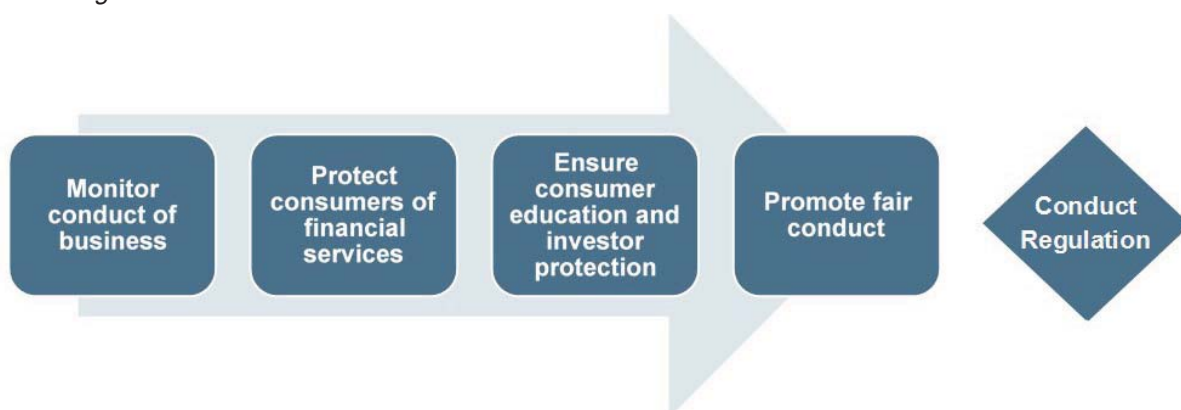 Monitor
conduct of
business
Protect
consumers of
financial
services
Ensure
consumer
education and
investor
protection
Promote fair
conduct
Conduct
Regulation